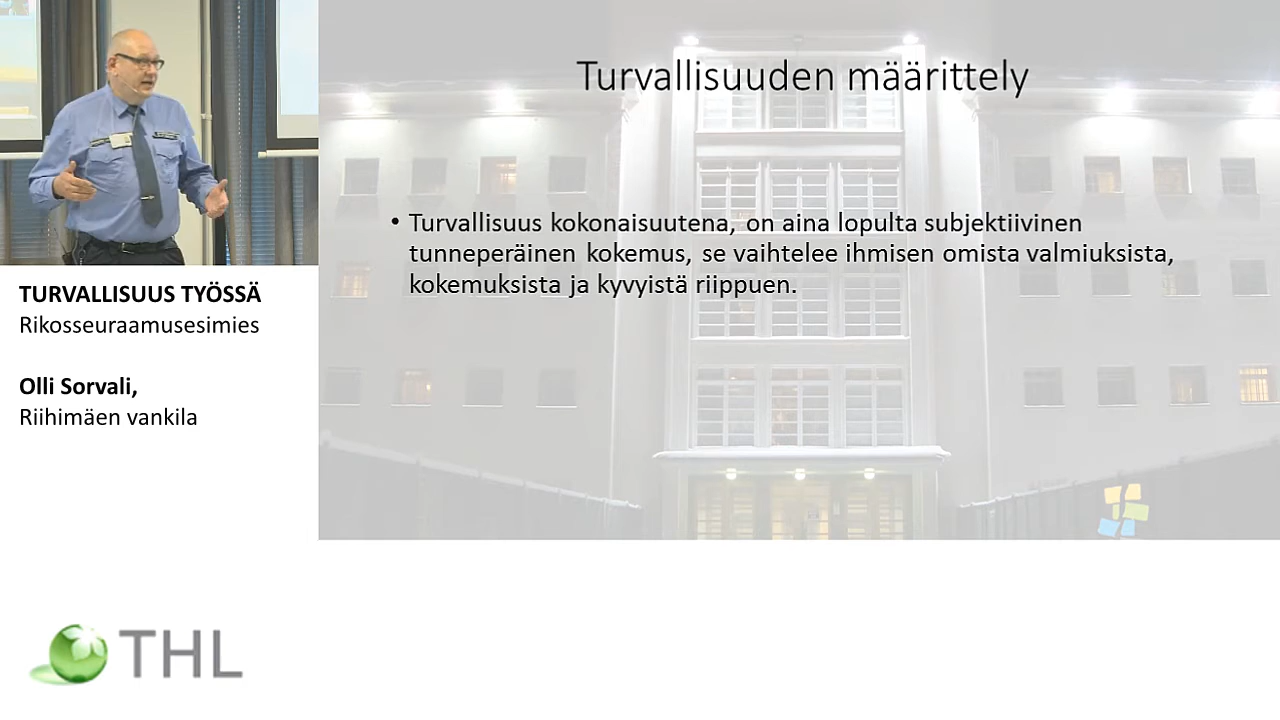 Turvallisuuden määrittely
• Turvallisuus kokonaisuutena, on aina lopulta subjektiivinen
tunneperäinen kokemus, se vaihtelee ihmisen omista valmiuksista,
kokemuksista ja kyvyistä riippuen.
TURVALLISUUS TYÖSSÄ
Rikosseuraamusesimies
Olli Sorvali,
Riihimäen vankila
THL